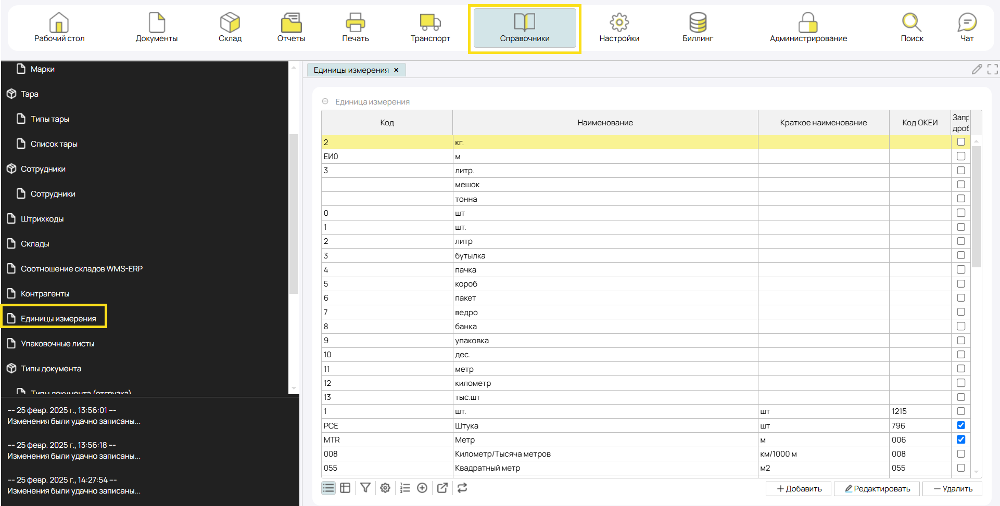 Рабочий стол Документы Склад Отчеты Печать Транспорт Справочники Настройки Биллинг Администрирование Поиск Чат
Марки
Тара
Типы тары
Список тары
Сотрудники
Сотрудники
Штрихкоды
Склады
Соотношение складов WMS-ERP
Контрагенты
Единицы измерения
Упаковочные листы
Типы документа
Типы документа (отгрузка)
--- 25 февр. 2025 г., 13:56:01 ---
Изменения были удачно записаны...
--- 25 февр. 2025 г., 13:56:18 ---
Изменения были удачно записаны...
--- 25 февр. 2025 г., 14:27:54 ---
Изменения были удачно записаны...
Единицы измерения ×
Единица измерения
Код Наименование Краткое наименование Код ОКЕИ Запр дроб
2 кг.
ЕИ0 м
3 литр.
мешок
тонна
0 шт
1 шт.
2 литр
3 бутылка
4 пачка
5 короб
6 пакет
7 ведро
8 банка
9 упаковка
10 дес.
11 метр
12 километр
13 тыс.шт
1 шт. шт 1215
PCE Штука шт 796
MTR Метр м 006
008 Километр/Тысяча метров км/1000 м 008
055 Квадратный метр м2 055
+ Добавить Редактировать − Удалить